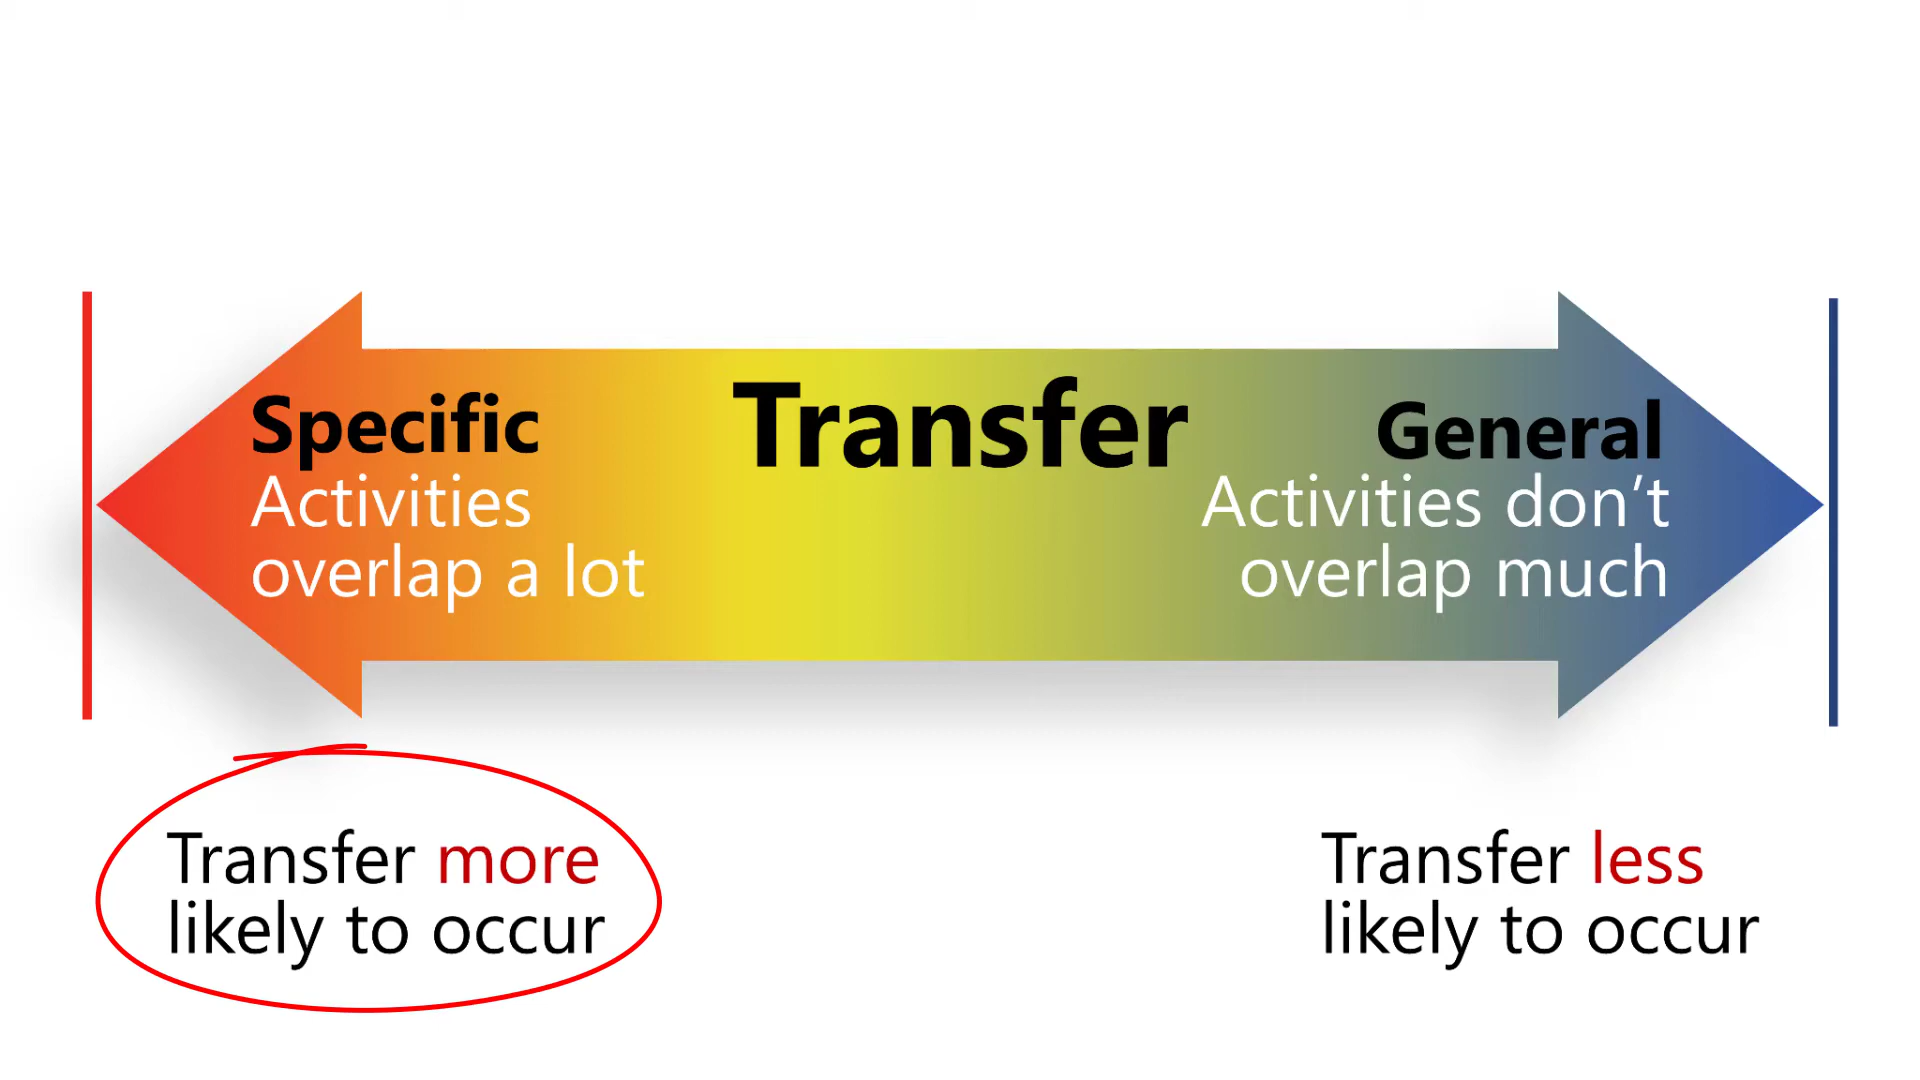 Specific
Activities
overlap a lot
Transfer
General
Activities don’t
overlap much
Transfer more
likely to occur
Transfer less
likely to occur